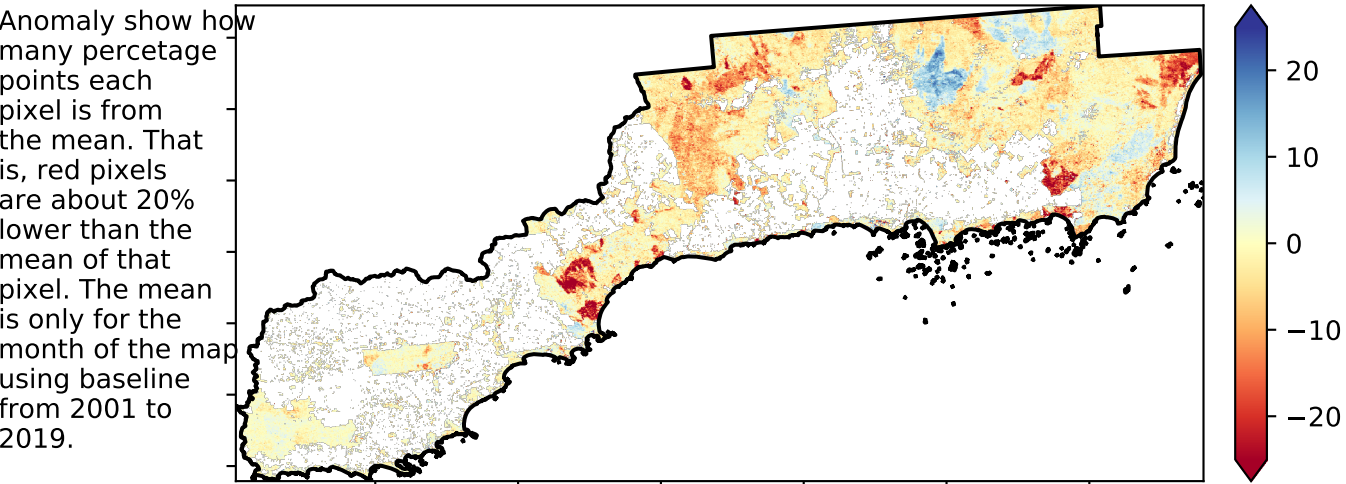 Anomaly show how
many percetage
points each
pixel is from
the mean. That
is, red pixels
are about 20%
lower than the
mean of that
pixel. The mean
is only for the
month of the map
using baseline
from 2001 to
2019.
20
10
0
−10
−20